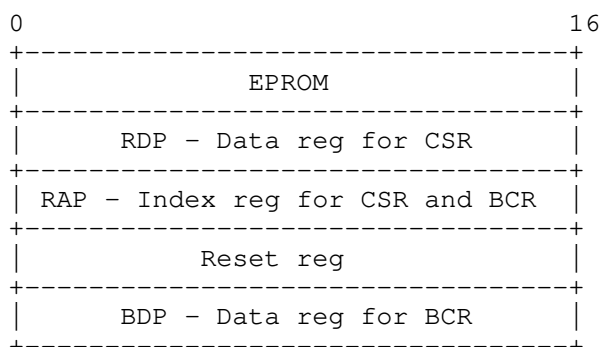 0 16
EPROM
RDP - Data reg for CSR
RAP - Index reg for CSR and BCR
Reset reg
BDP - Data reg for BCR